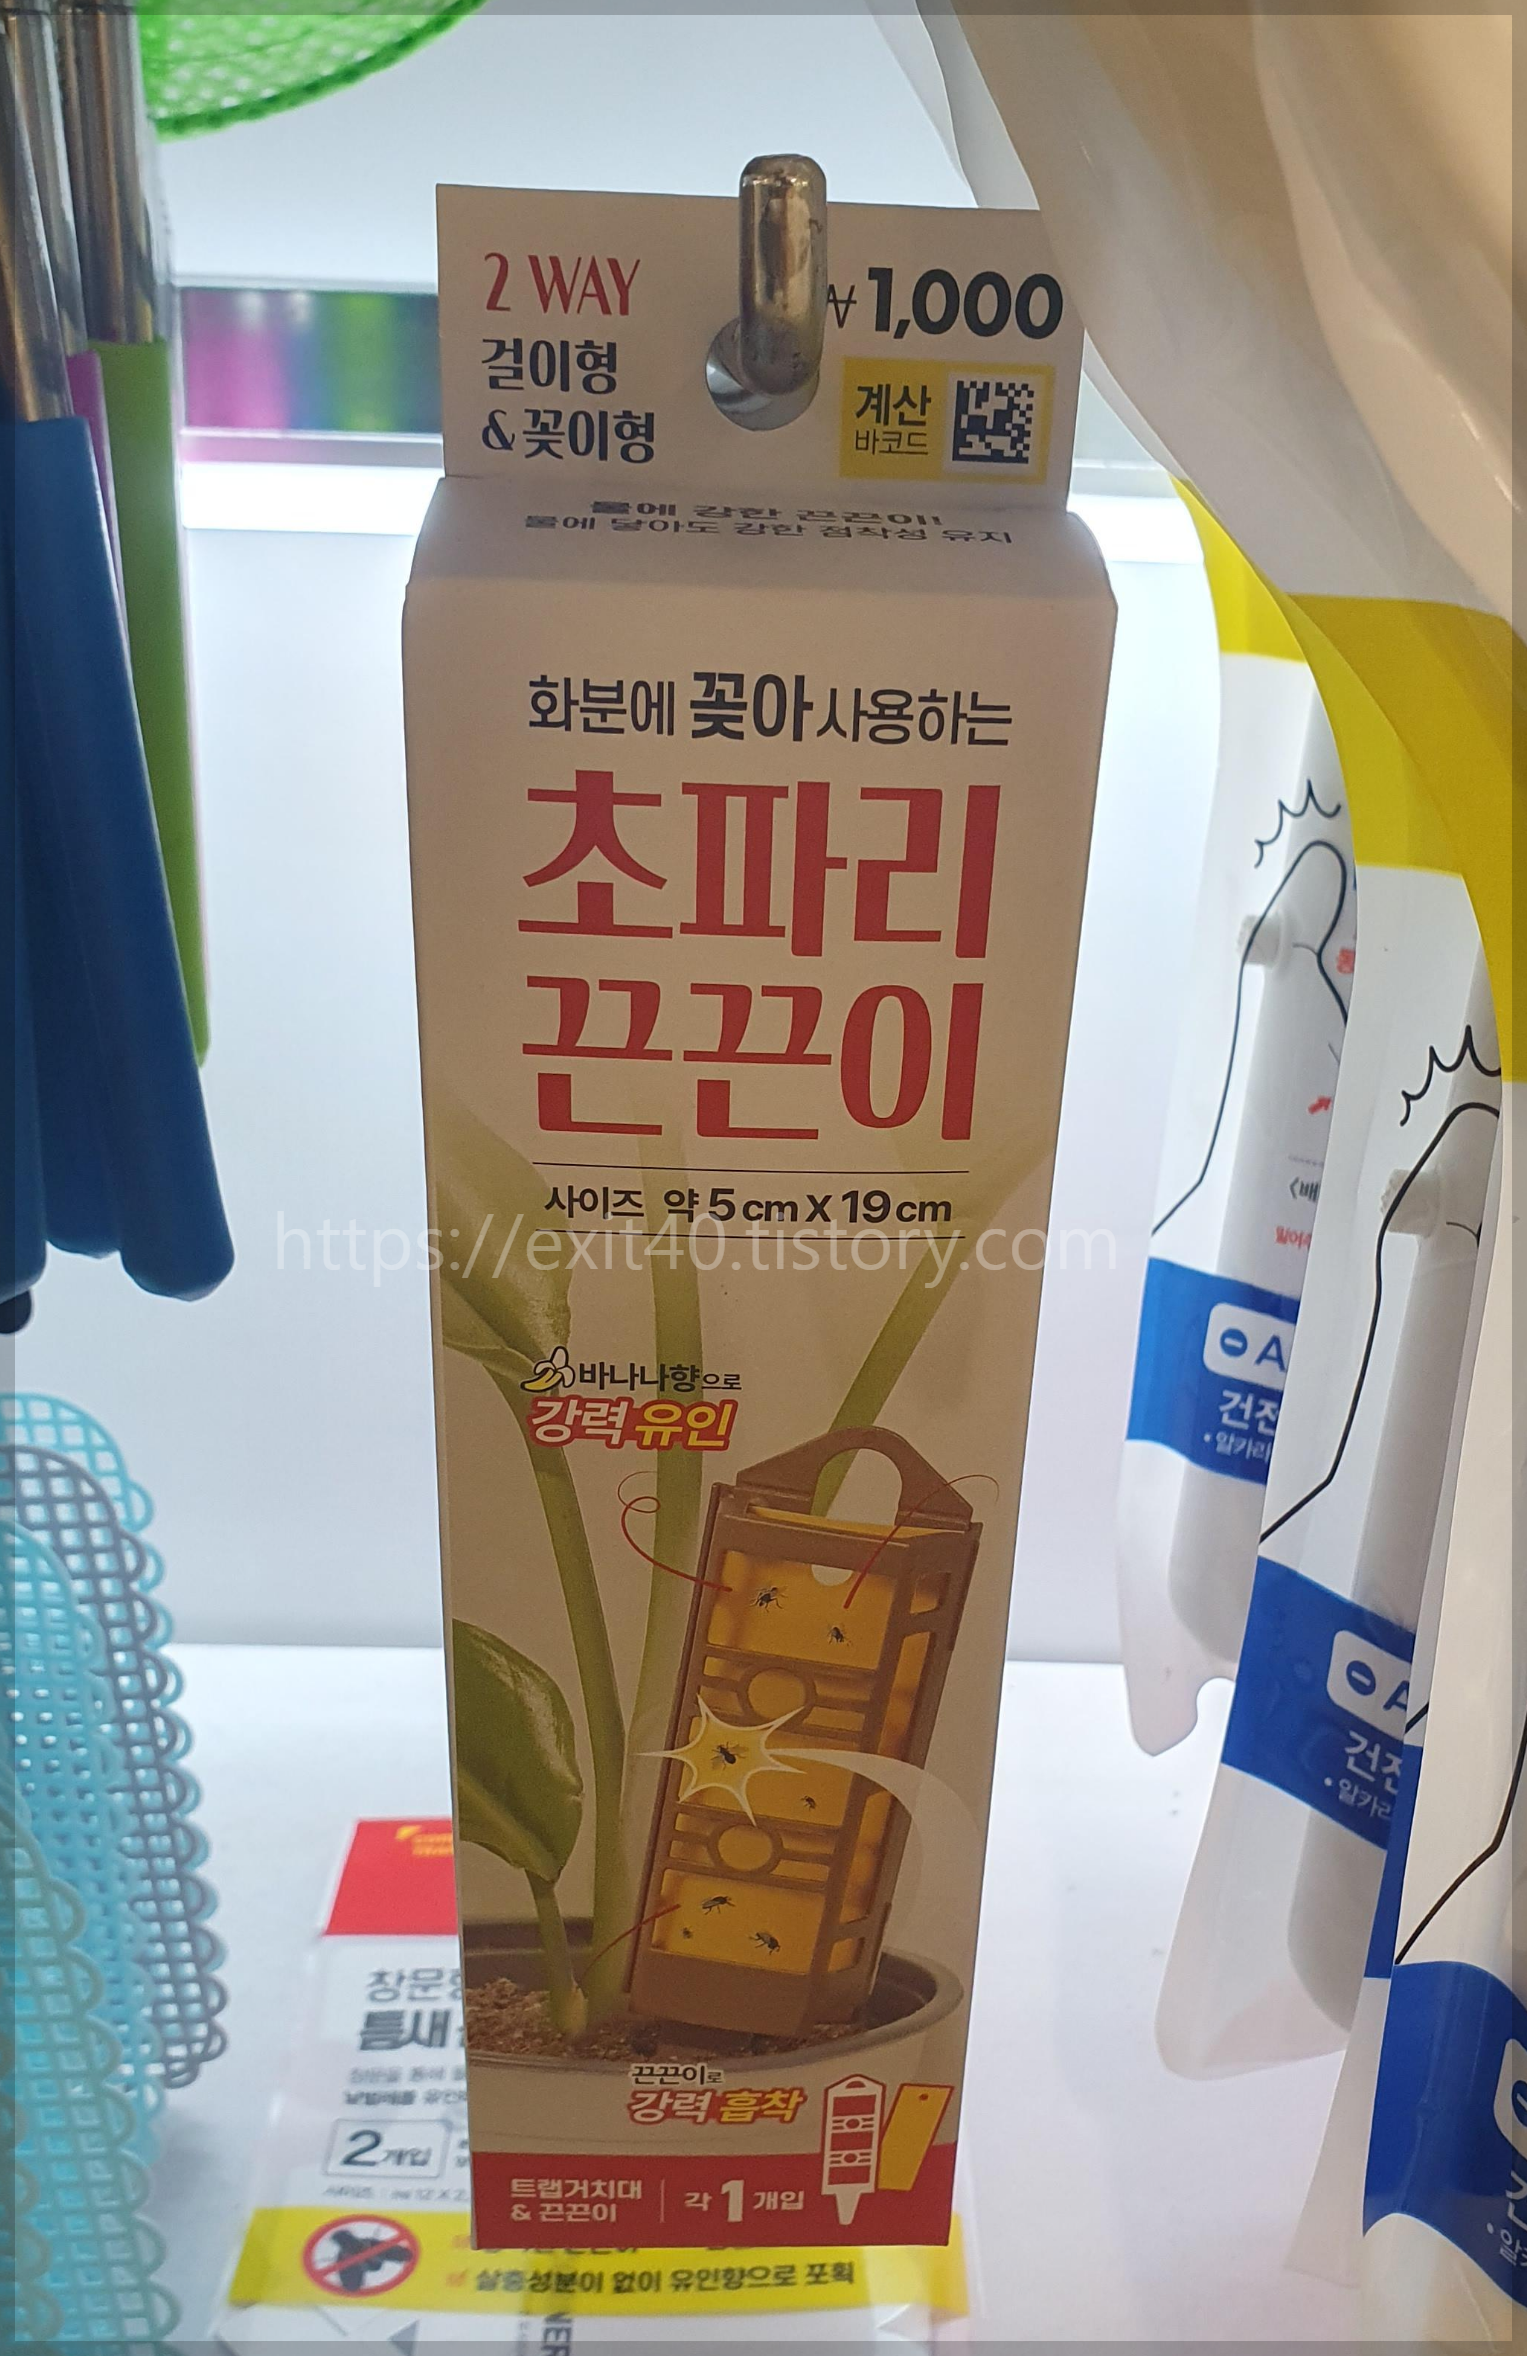 2 WAY
걸이형
&꽃이형
₩1,000
계산
바코드
물에 강한 끈끈이!
물에 닿아도 강한 점착성 유지
화분에 꽂아 사용하는
초파리
끈끈이
사이즈 약 5cm X 19cm
https://exit40.tistory.com
바나나향으로
강력 유인
끈끈이로
강력 흡착
트랩거치대
& 끈끈이
각 1개입
틈새
2개입
살충성분이 없이 유인향으로 포획